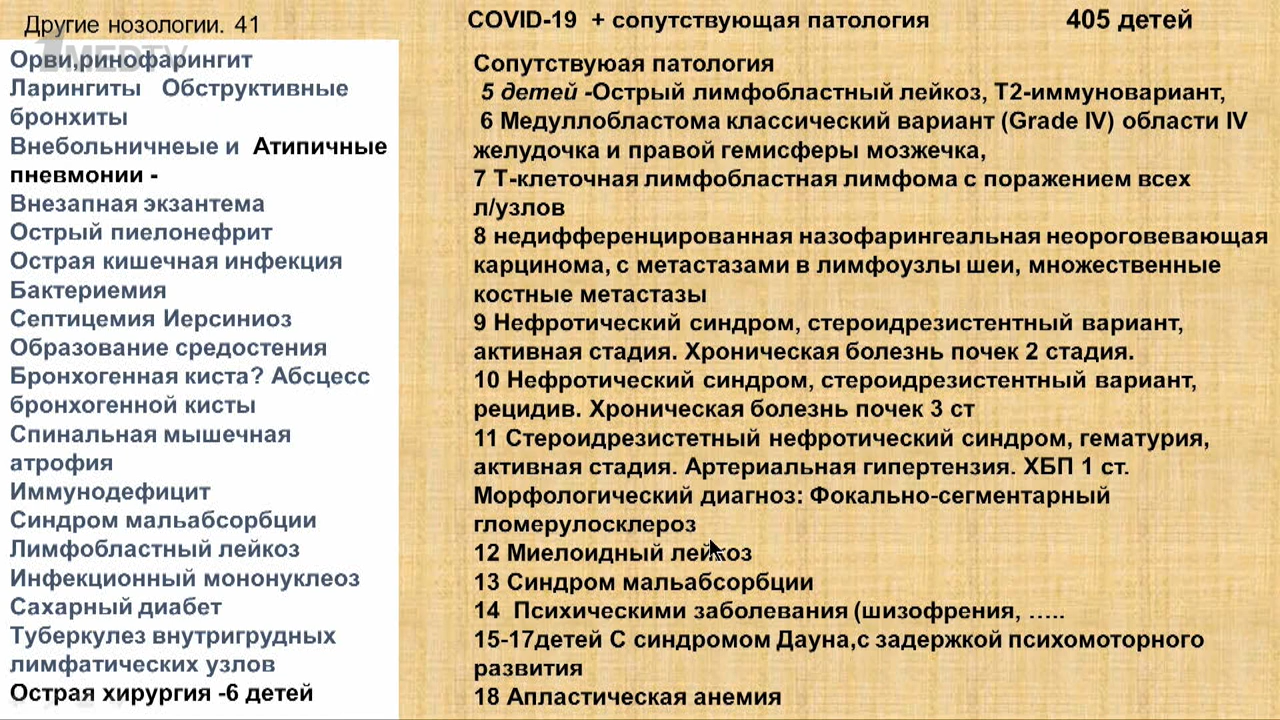 Другие нозологии. 41
1MEDTV
Орви,ринофарингит
Ларингиты Обструктивные
бронхиты
Внебольничнеые и Атипичные
пневмонии -
Внезапная экзантема
Острый пиелонефрит
Острая кишечная инфекция
Бактериемия
Септицемия Иерсиниоз
Образование средостения
Бронхогенная киста? Абсцесс
бронхогенной кисты
Спинальная мышечная
атрофия
Иммунодефицит
Синдром мальабсорбции
Лимфобластный лейкоз
Инфекционный мононуклеоз
Сахарный диабет
Туберкулез внутригрудных
лимфатических узлов
Острая хирургия -6 детей
COVID-19 + сопутствующая патология 405 детей
Сопутствуюая патология
5 детей -Острый лимфобластный лейкоз, Т2-иммуновариант,
6 Медуллобластома классический вариант (Grade IV) области IV
желудочка и правой гемисферы мозжечка,
7 Т-клеточная лимфобластная лимфома с поражением всех
л/узлов
8 недифференцированная назофарингеальная неороговевающая
карцинома, с метастазами в лимфоузлы шеи, множественные
костные метастазы
9 Нефротический синдром, стероидрезистентный вариант,
активная стадия. Хроническая болезнь почек 2 стадия.
10 Нефротический синдром, стероидрезистентный вариант,
рецидив. Хроническая болезнь почек 3 ст
11 Стероидрезистетный нефротический синдром, гематурия,
активная стадия. Артериальная гипертензия. ХБП 1 ст.
Морфологический диагноз: Фокально-сегментарный
гломерулосклероз
12 Миелоидный лейкоз
13 Синдром мальабсорбции
14 Психическими заболевания (шизофрения, …..
15-17детей С синдромом Дауна,с задержкой психомоторного
развития
18 Апластическая анемия